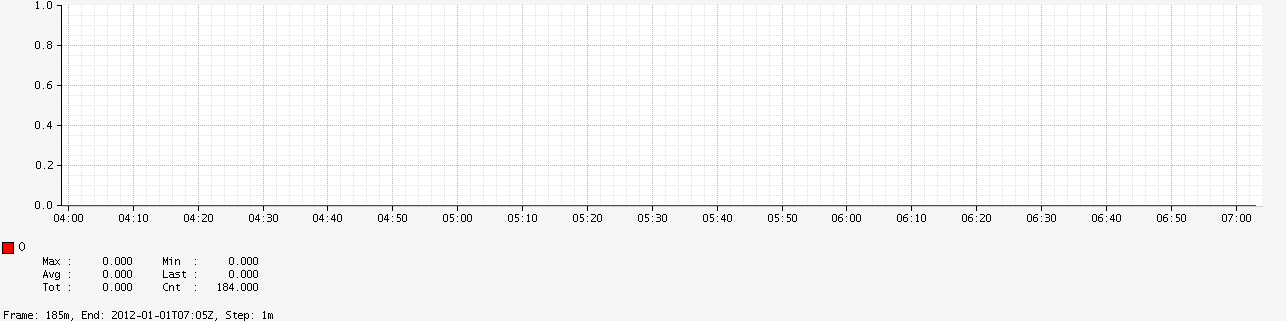 1.0
0.8
0.6
0.4
0.2
0.0
04:00 04:10 04:20 04:30 04:40 04:50 05:00 05:10 05:20 05:30 05:40 05:50 06:00 06:10 06:20 06:30 06:40 06:50 07:00
0
Max : 0.000 Min : 0.000
Avg : 0.000 Last : 0.000
Tot : 0.000 Cnt : 184.000
Frame: 185m, End: 2012-01-01T07:05Z, Step: 1m